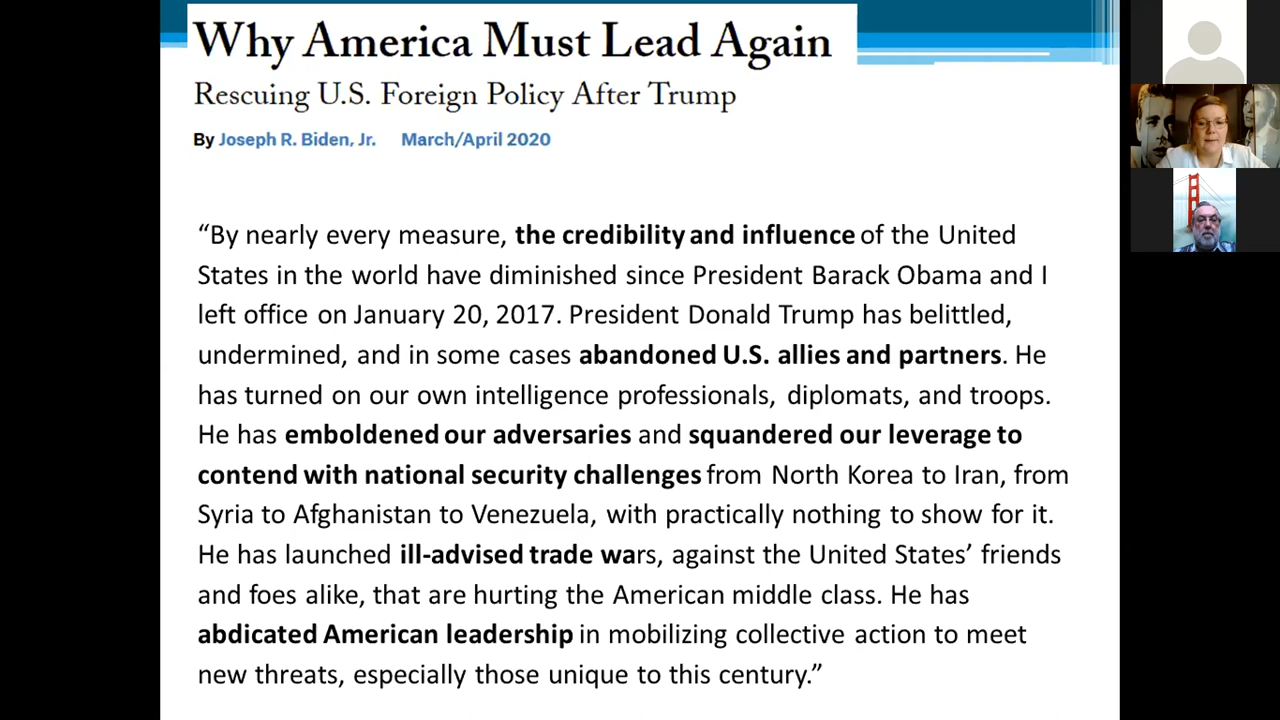 Why America Must Lead Again
Rescuing U.S. Foreign Policy After Trump
By Joseph R. Biden, Jr. March/April 2020
“By nearly every measure, the credibility and influence of the United
States in the world have diminished since President Barack Obama and I
left office on January 20, 2017. President Donald Trump has belittled,
undermined, and in some cases abandoned U.S. allies and partners. He
has turned on our own intelligence professionals, diplomats, and troops.
He has emboldened our adversaries and squandered our leverage to
contend with national security challenges from North Korea to Iran, from
Syria to Afghanistan to Venezuela, with practically nothing to show for it.
He has launched ill-advised trade wars, against the United States’ friends
and foes alike, that are hurting the American middle class. He has
abdicated American leadership in mobilizing collective action to meet
new threats, especially those unique to this century.”